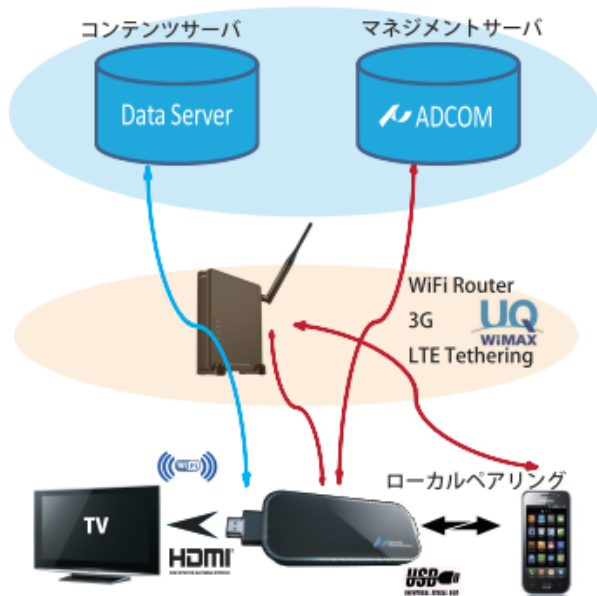 コンテンツサーバ
マネジメントサーバ
Data Server
ADCOM
WiFi Router
3G
LTE Tethering
UQ
WiMAX
WiFi
ローカルペアリング
TV
HDMI
USB